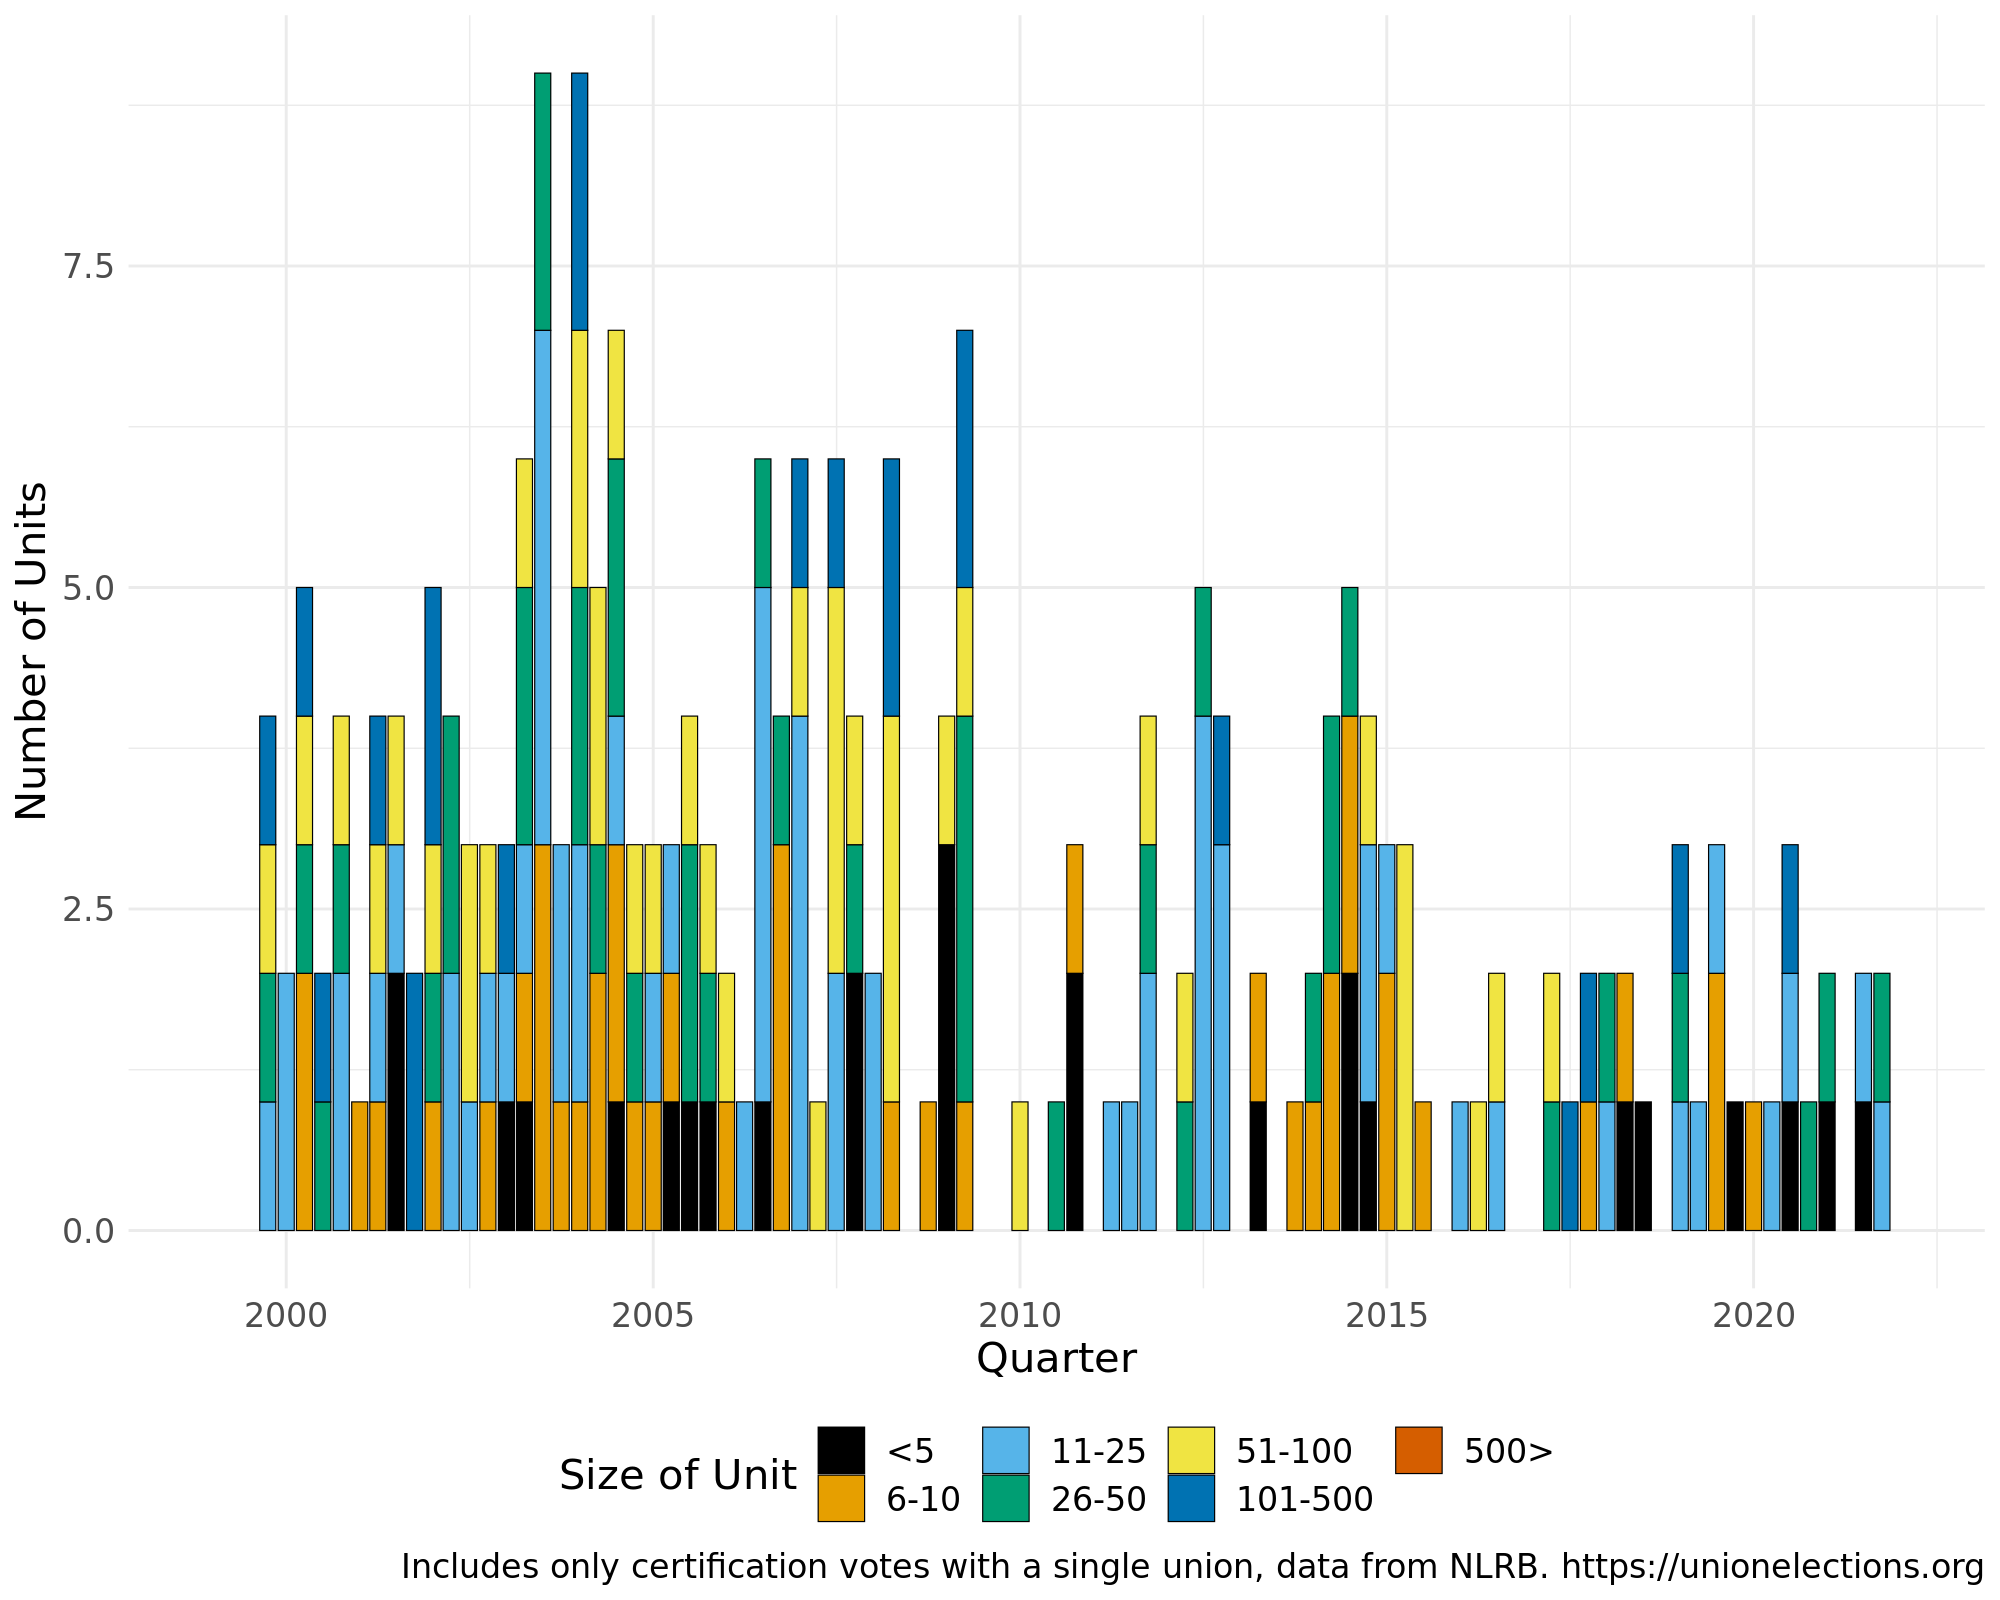 7.5
5.0
2.5
0.0
Number of Units
2000 2005 2010 2015 2020
Quarter
Size of Unit
<5 11-25 51-100 500>
6-10 26-50 101-500
Includes only certification votes with a single union, data from NLRB. https://unionelections.org